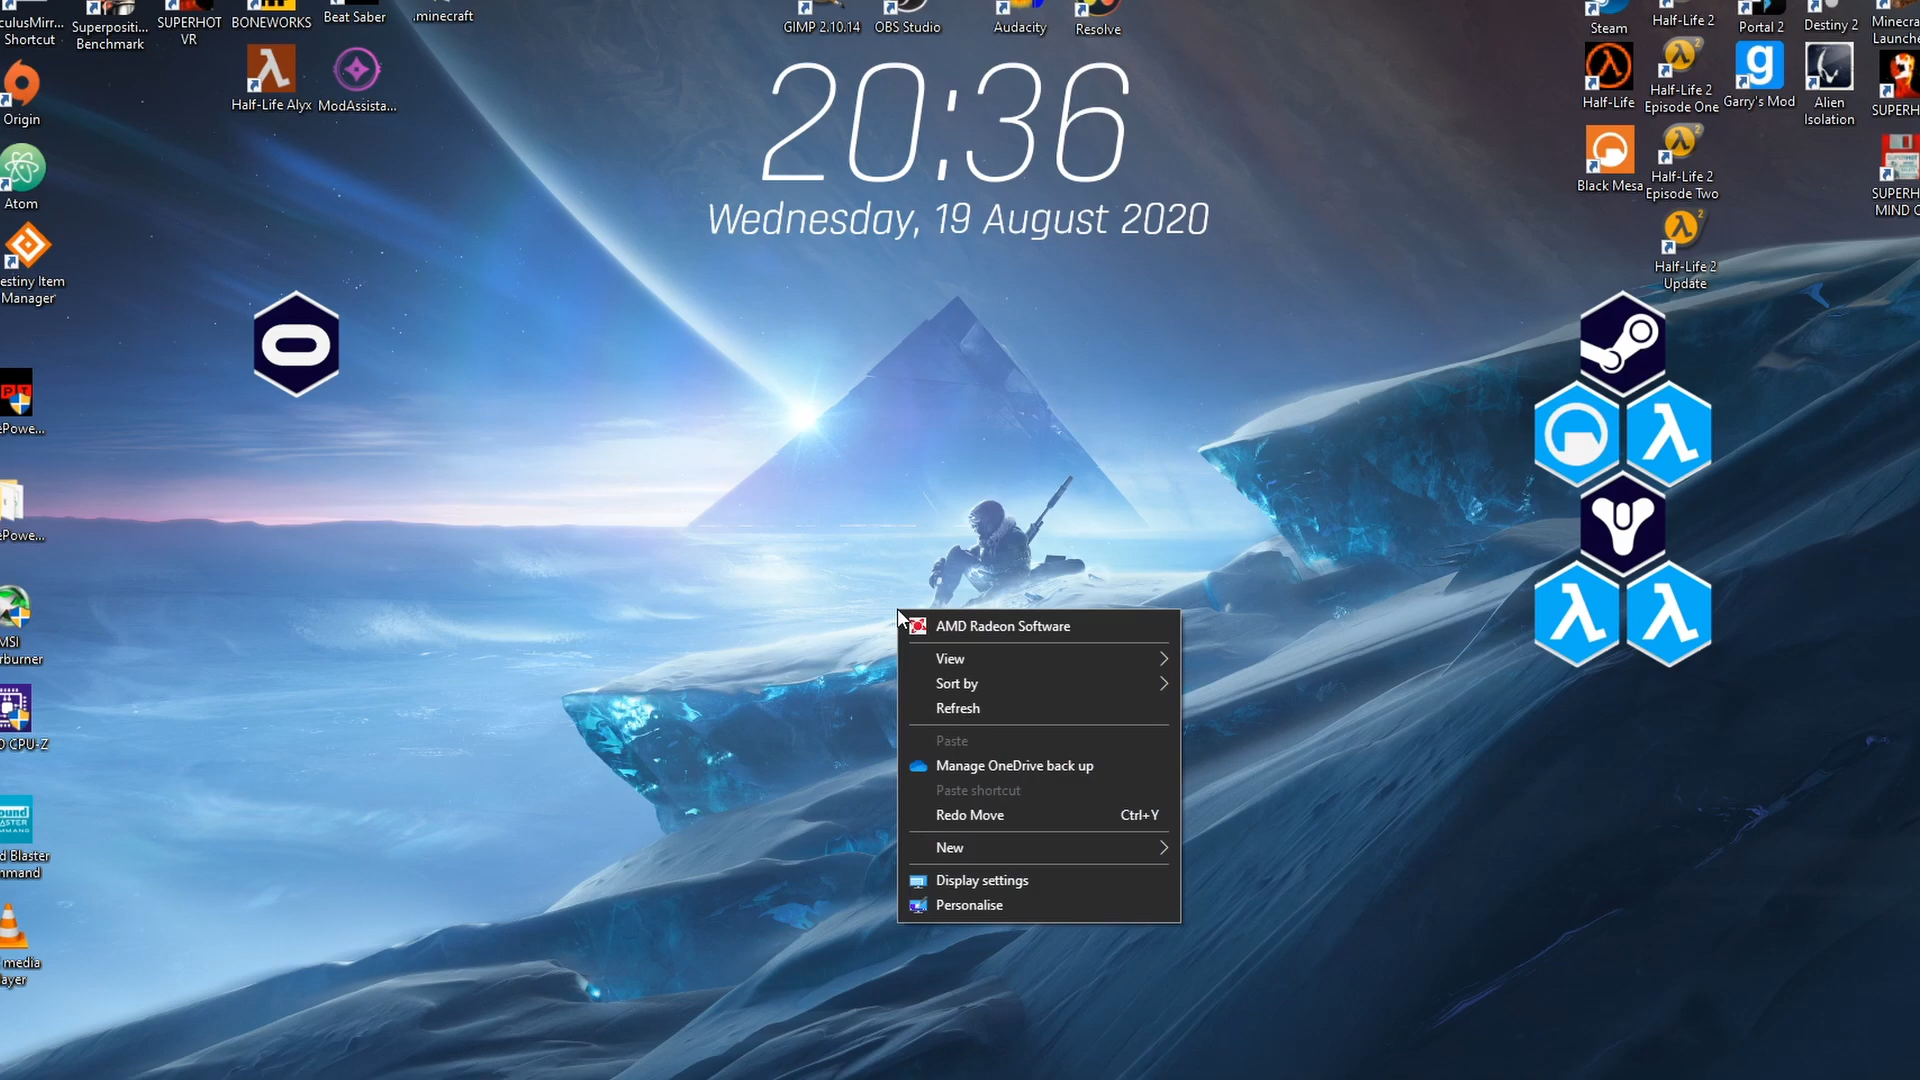 culusMirr...
Shortcut
Superpositi...
Benchmark
SUPERHOT
VR
BONEWORKS
Beat Saber
.minecraft
GIMP 2.10.14
OBS Studio
Audacity
Resolve
Steam
Half-Life 2
Portal 2
Destiny 2
Minecra
Launche
Origin
Half-Life Alyx
ModAssista...
20:36
Wednesday, 19 August 2020
Half-Life
Half-Life 2
Episode One
Garry's Mod
Alien
Isolation
SUPERH
Atom
Black Mesa
Half-Life 2
Episode Two
SUPERH
MIND C
estiny Item
Manager
Half-Life 2
Update
ePowe...
ePowe...
MSI
rburner
D CPU-Z
ound
ASTER
MMAND
d Blaster
mmand
media
ayer
AMD Radeon Software
View
Sort by
Refresh
Paste
Manage OneDrive back up
Paste shortcut
Redo Move Ctrl+Y
New
Display settings
Personalise